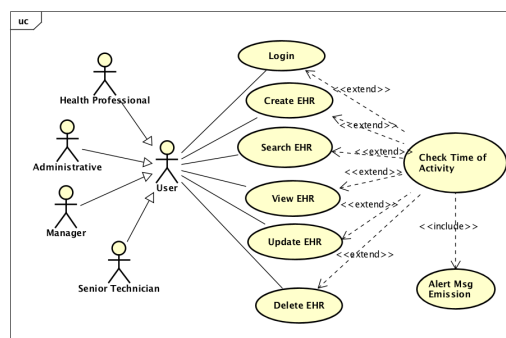 uc
Health Professional
Administrative
Manager
Senior Technician
User
Login
Create EHR
Search EHR
View EHR
Update EHR
Delete EHR
<<extend>>
<<extend>>
<<extend>>
<<extend>>
<<extend>>
<<extend>>
Check Time of
Activity
<<include>>
Alert Msg
Emission